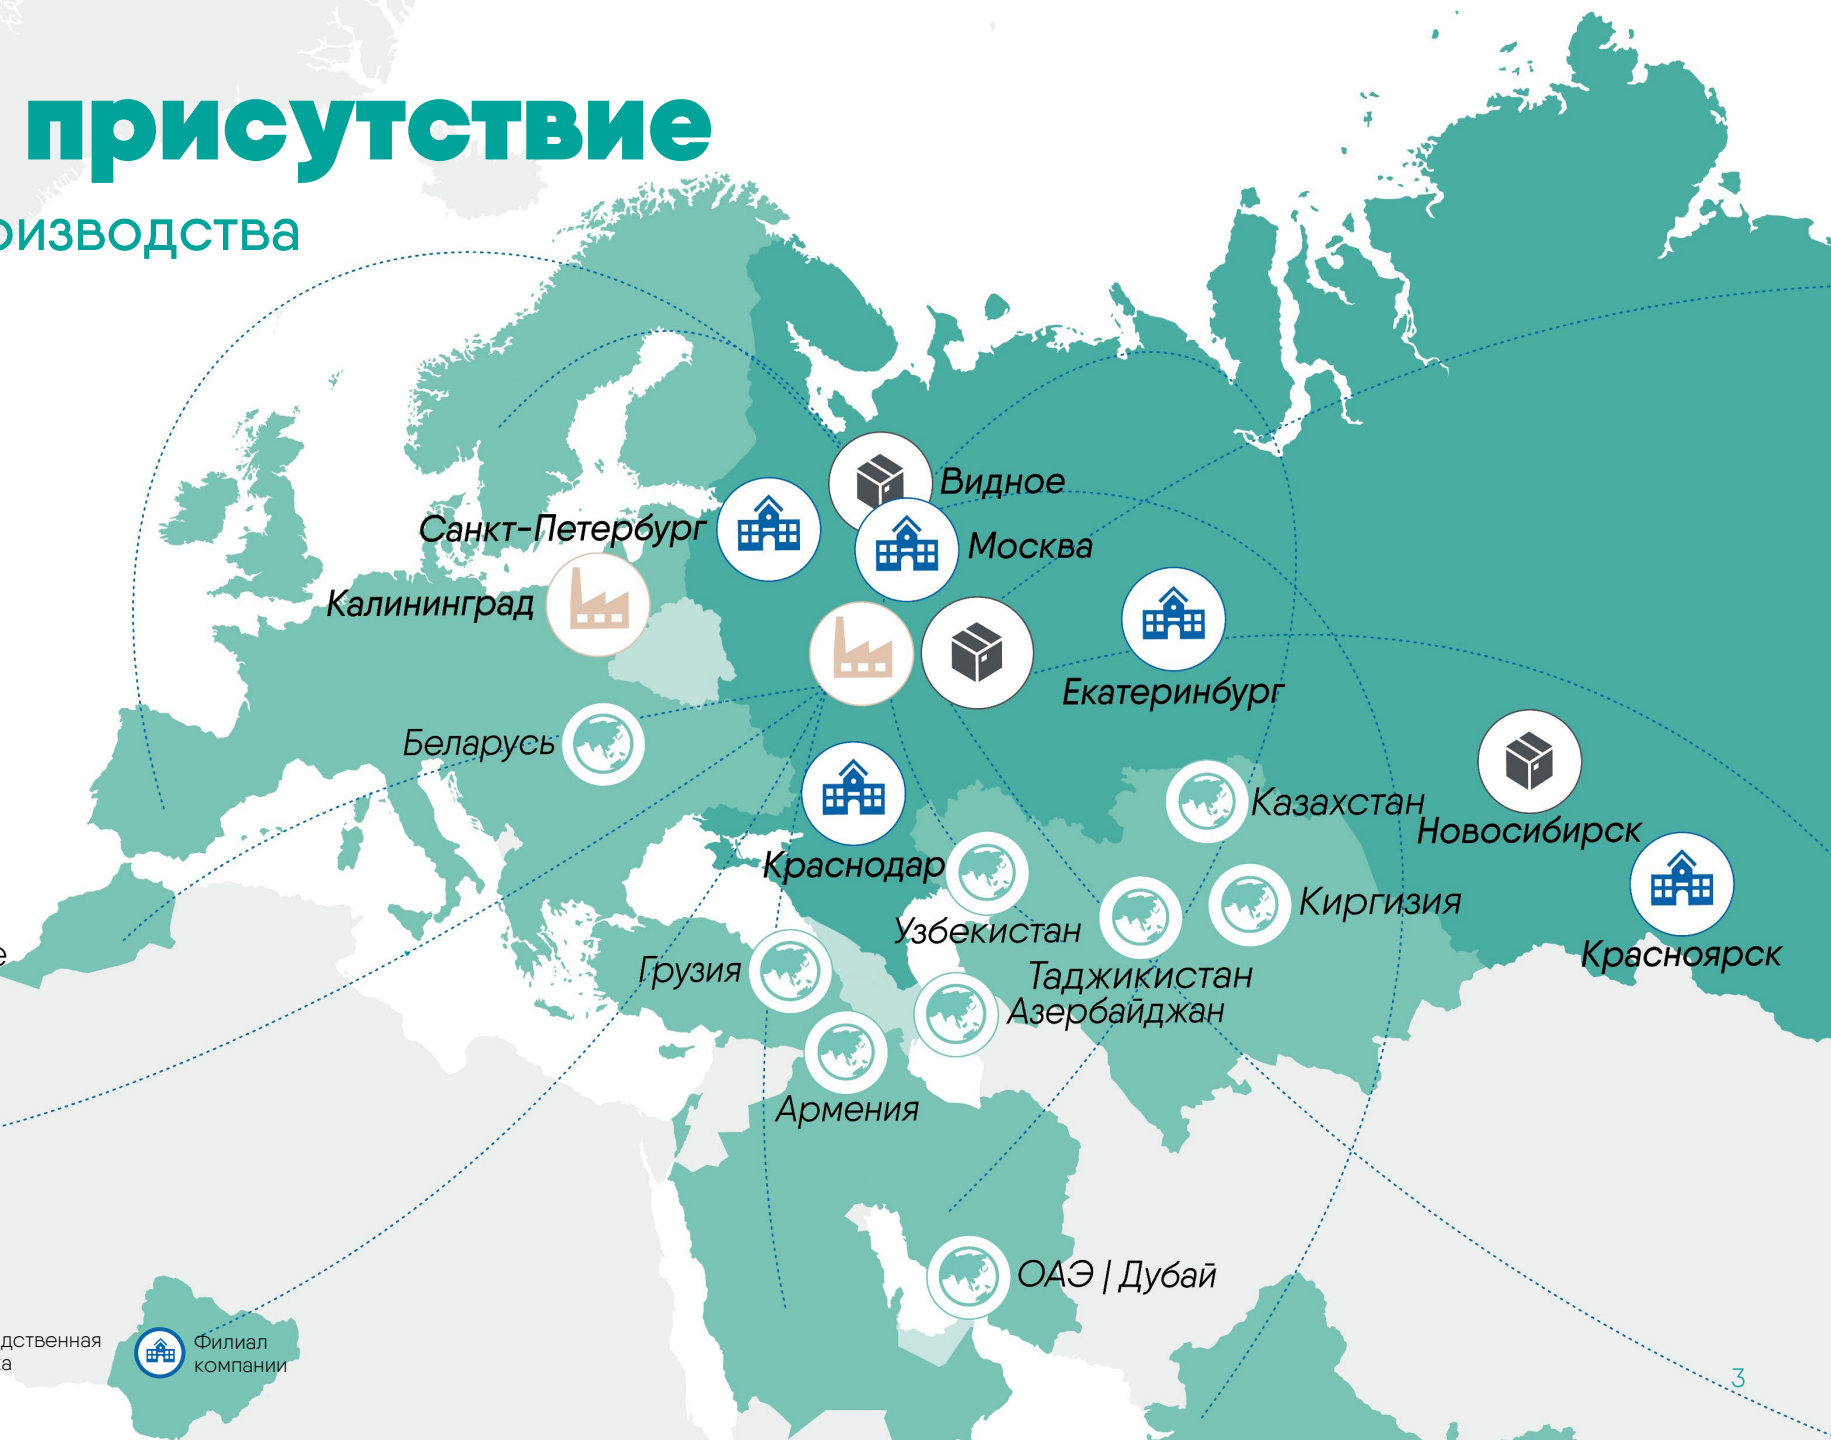 присутствие
оизводства
Видное
Санкт-Петербург
Москва
Калининград
Екатеринбург
Беларусь
Казахстан
Новосибирск
Краснодар
Киргизия
Узбекистан
Красноярск
Грузия
Таджикистан
Азербайджан
Армения
ОАЭ | Дубай
дственная
Филиал
компании
3